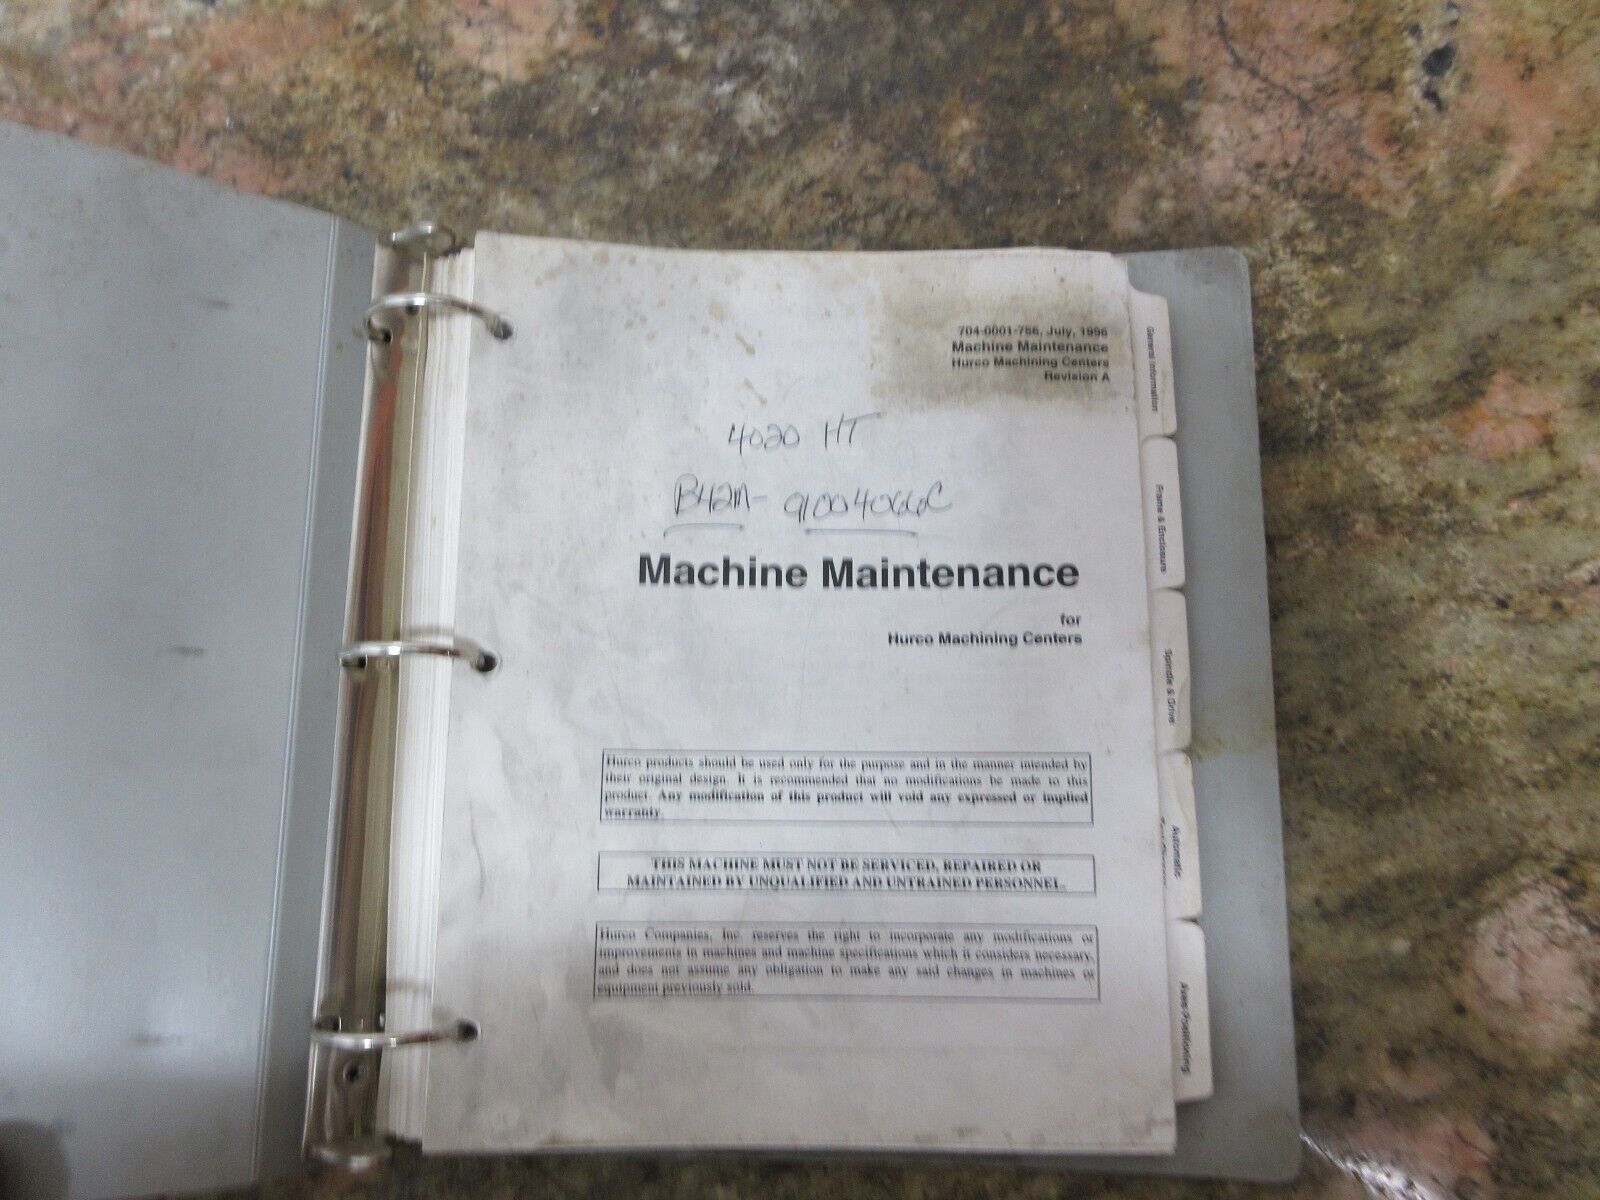 704-0001-756, July, 1996
Machine Maintenance
Hurco Machining Centers
Revision A
4020 HT
B42M- 91004066C
Machine Maintenance
for
Hurco Machining Centers
Hurco products should be used only for the purpose and in the manner intended by
their original design. It is recommended that no modifications be made to this
product. Any modification of this product will void any expressed or implied
warranty.
THIS MACHINE MUST NOT BE SERVICED, REPAIRED OR
MAINTAINED BY UNQUALIFIED AND UNTRAINED PERSONNEL.
Hurco Companies, Inc. reserves the right to incorporate any modifications or
improvements in machines and machine specifications which it considers necessary,
and does not assume any obligation to make any said changes in machines or
equipment previously sold.
General Information
Frame & Enclosure
Spindle & Drive
Automatic
Axes Positioning